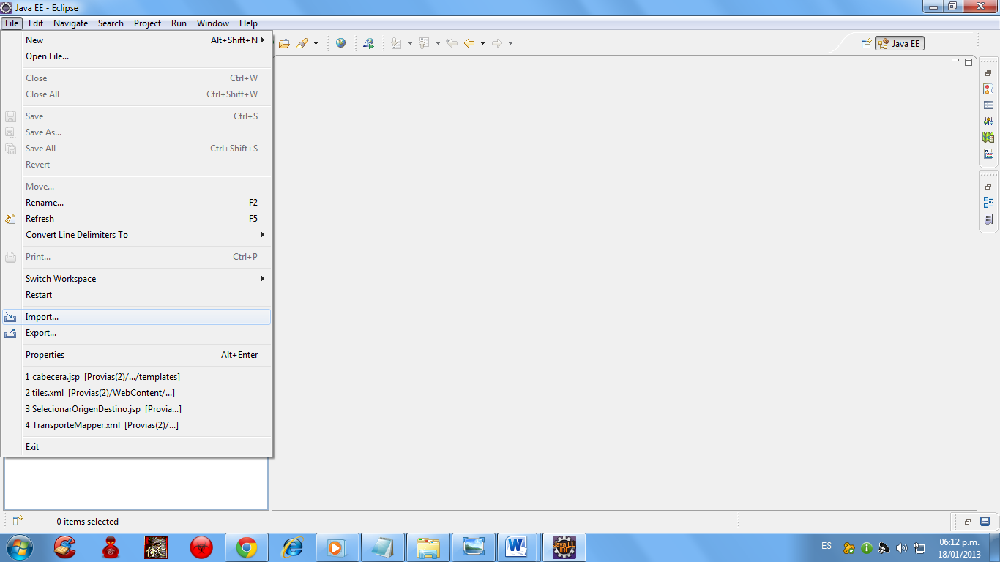 Java EE - Eclipse
File Edit Navigate Search Project Run Window Help
New Alt+Shift+N
Open File...
Java EE
Close Ctrl+W
Close All Ctrl+Shift+W
Save Ctrl+S
Save As...
Save All Ctrl+Shift+S
Revert
Move...
Rename... F2
Refresh F5
Convert Line Delimiters To
Print... Ctrl+P
Switch Workspace
Restart
Import...
Export...
Properties Alt+Enter
1 cabecera.jsp [Provias(2)/.../templates]
2 tiles.xml [Provias(2)/WebContent/...]
3 SelecionarOrigenDestino.jsp [Provia...]
4 TransporteMapper.xml [Provias(2)/...]
Exit
0 items selected
Java EE
IDE
ES
06:12 p.m.
18/01/2013